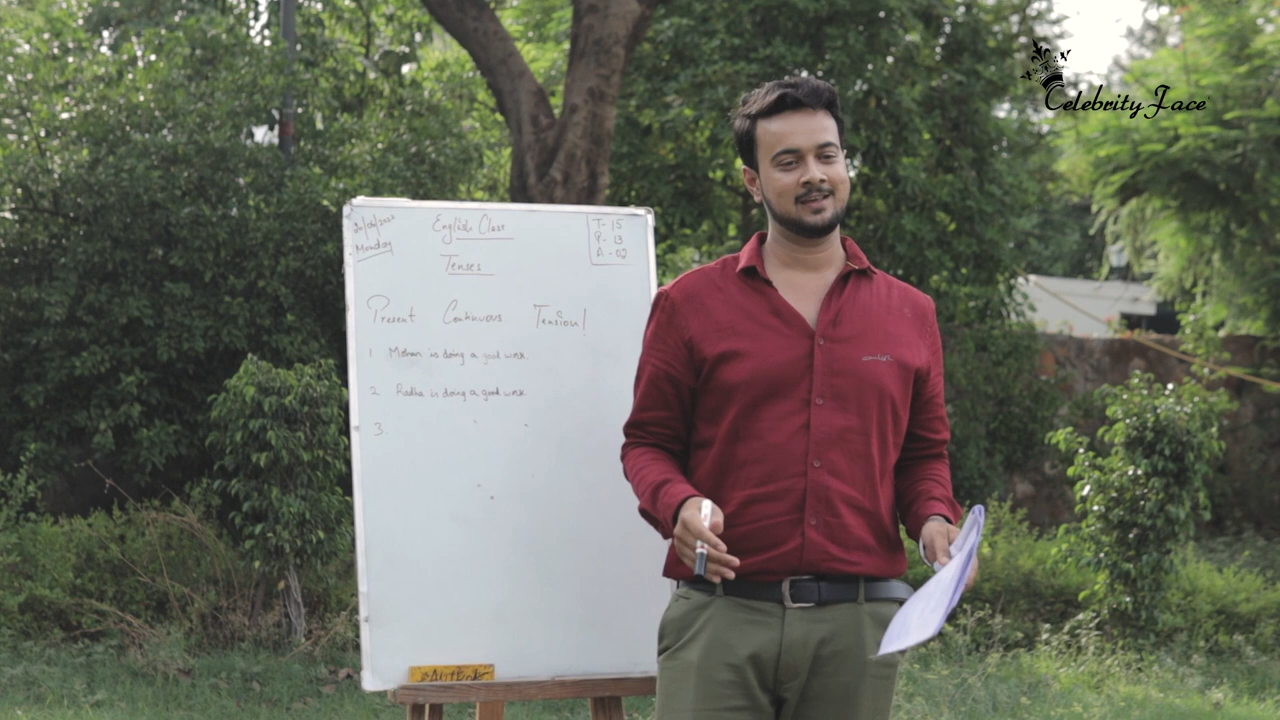 Celebrity Face
Monday
English Class
T- 15
P- 13
A - 02
Tenses
Present Continuous Tension!
1. Mohan is doing a good work.
2. Radha is doing a good work.
3.